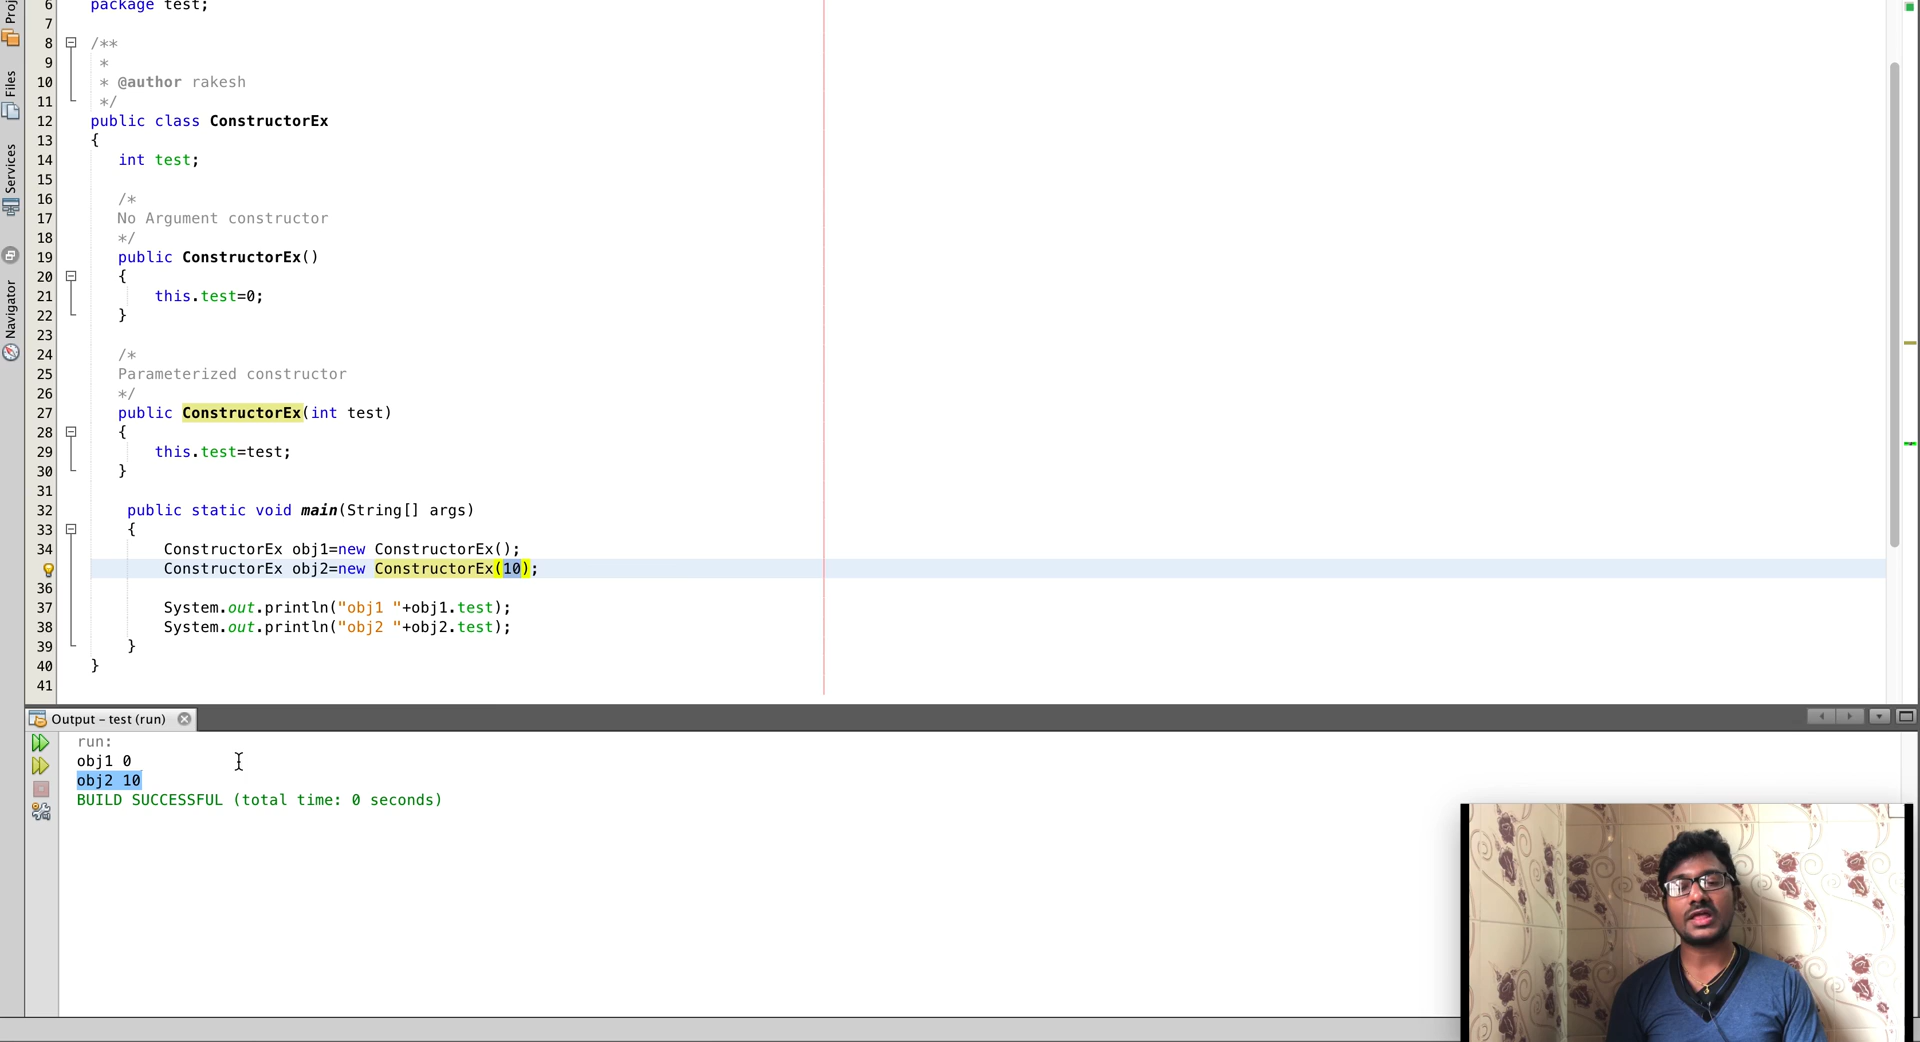 Proj
Files
Services
Navigator
6 package test;
7
8 /**
9 *
10 * @author rakesh
11 */
12 public class ConstructorEx
13 {
14 int test;
15
16 /*
17 No Argument constructor
18 */
19 public ConstructorEx()
20 {
21 this.test=0;
22 }
23
24 /*
25 Parameterized constructor
26 */
27 public ConstructorEx(int test)
28 {
29 this.test=test;
30 }
31
32 public static void main(String[] args)
33 {
34 ConstructorEx obj1=new ConstructorEx();
ConstructorEx obj2=new ConstructorEx(10);
36
37 System.out.println("obj1 "+obj1.test);
38 System.out.println("obj2 "+obj2.test);
39 }
40 }
41
Output – test (run)
run:
obj1 0
obj2 10
BUILD SUCCESSFUL (total time: 0 seconds)